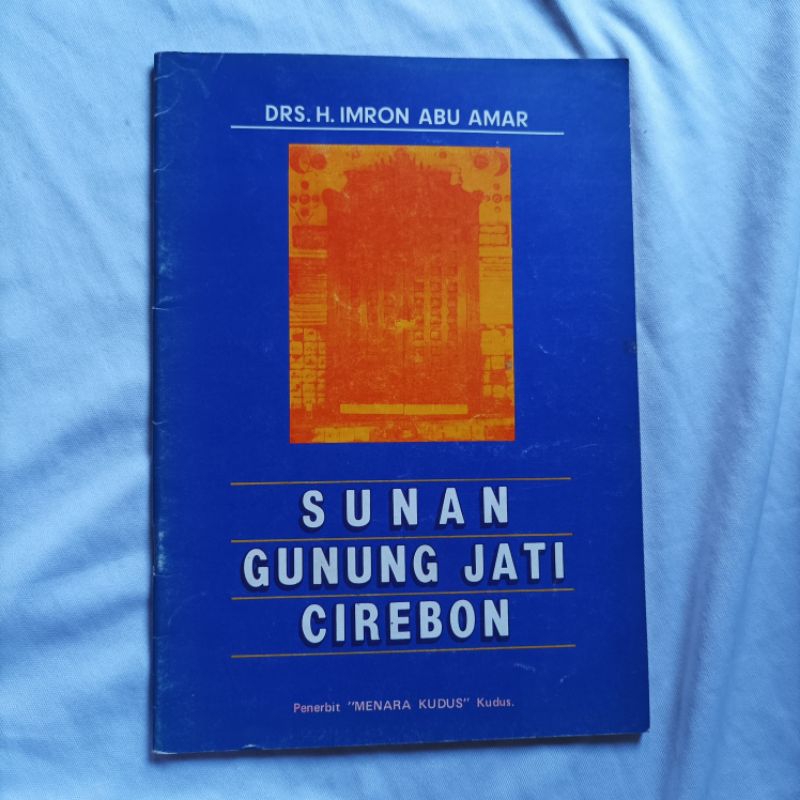 DRS. H. IMRON ABU AMAR
SUNAN
GUNUNG JATI
CIREBON
Penerbit "MENARA KUDUS" Kudus.